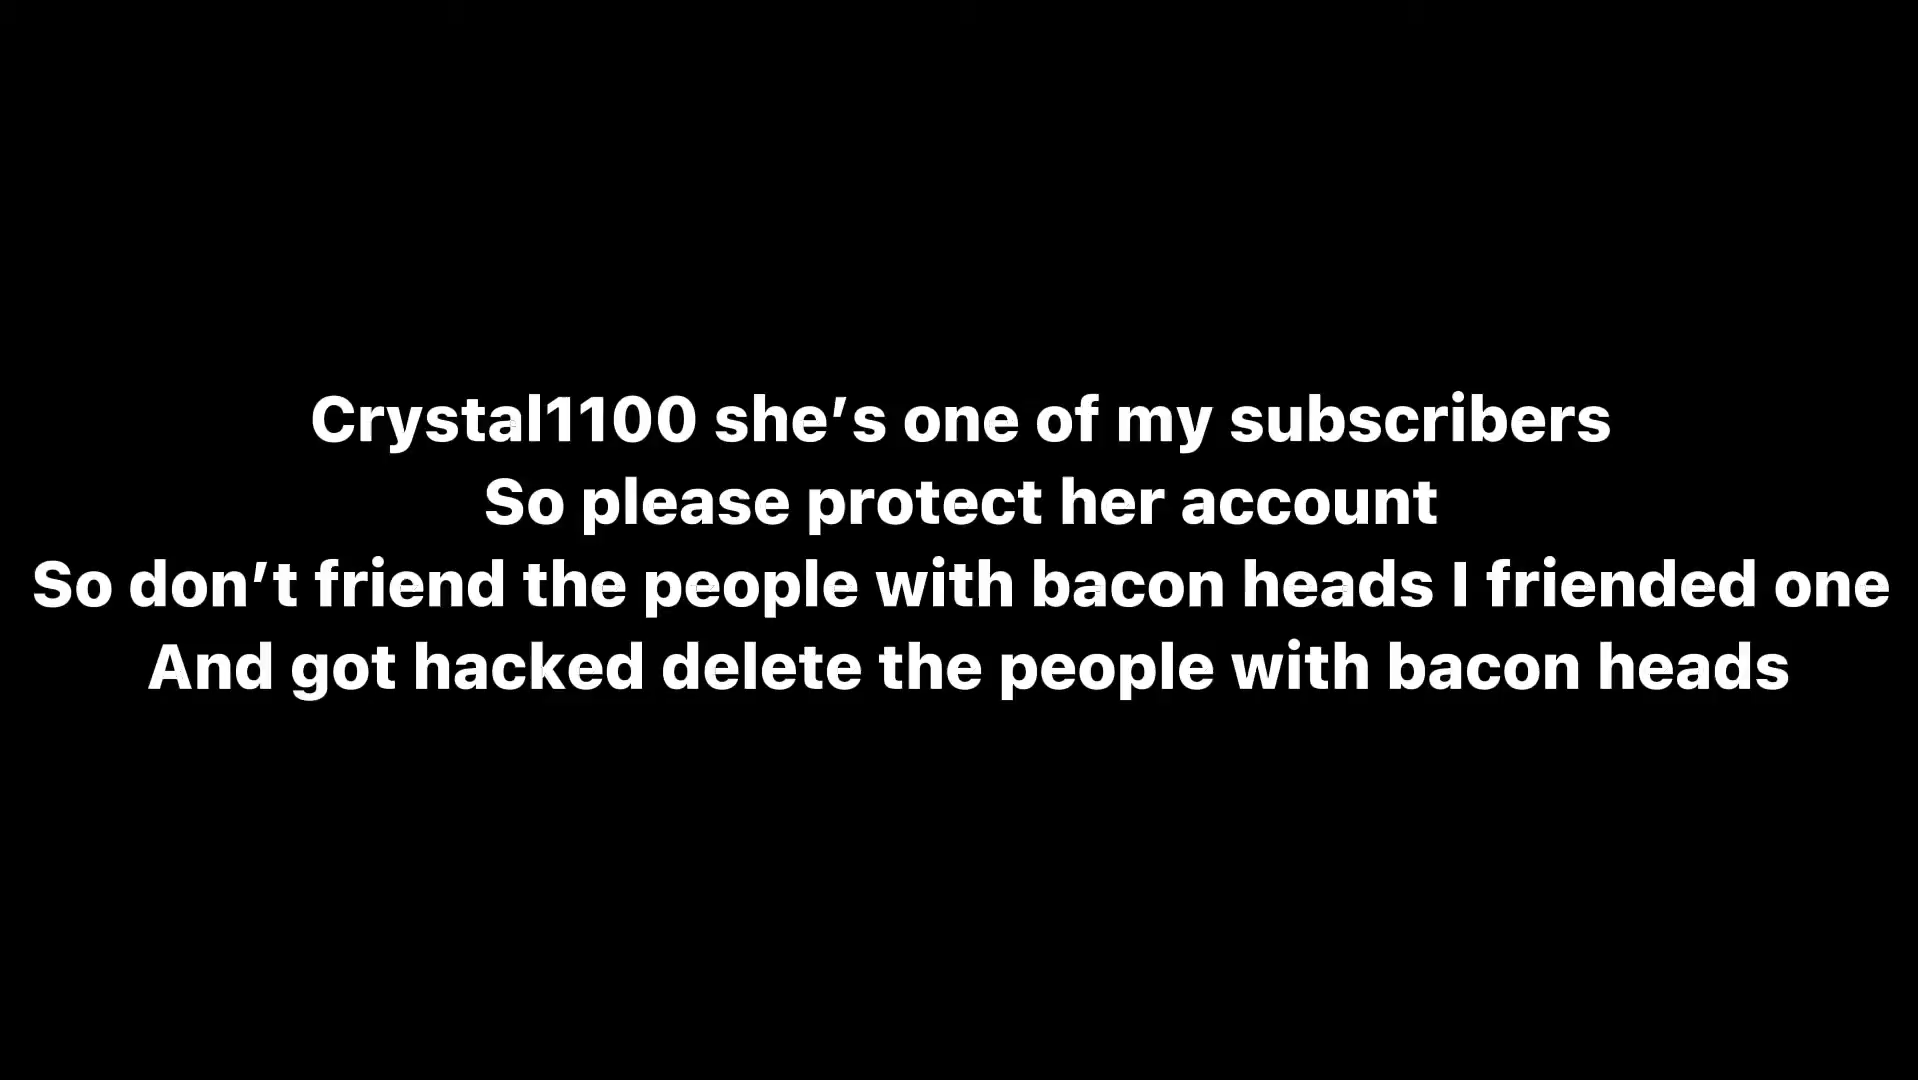 Crystal1100 she’s one of my subscribers
So please protect her account
So don’t friend the people with bacon heads I friended one
And got hacked delete the people with bacon heads